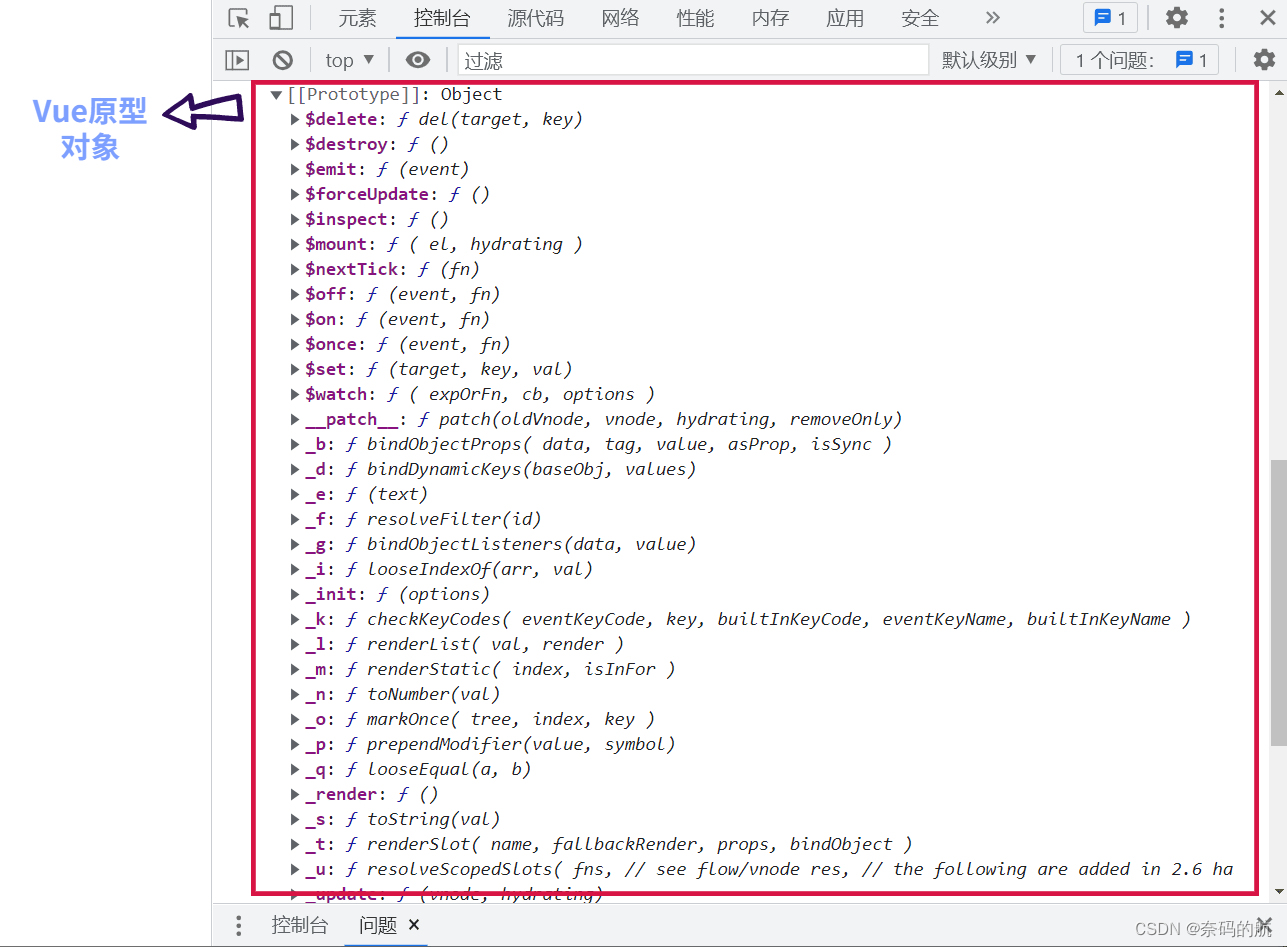 元素 控制台 源代码 网络 性能 内存 应用 安全 » 1
top 过滤 默认级别 1 个问题: 1
Vue原型
对象
[[Prototype]]: Object
$delete: ƒ del(target, key)
$destroy: ƒ ()
$emit: ƒ (event)
$forceUpdate: ƒ ()
$inspect: ƒ ()
$mount: ƒ ( el, hydrating )
$nextTick: ƒ (fn)
$off: ƒ (event, fn)
$on: ƒ (event, fn)
$once: ƒ (event, fn)
$set: ƒ (target, key, val)
$watch: ƒ ( expOrFn, cb, options )
__patch__: ƒ patch(oldVnode, vnode, hydrating, removeOnly)
_b: ƒ bindObjectProps( data, tag, value, asProp, isSync )
_d: ƒ bindDynamicKeys(baseObj, values)
_e: ƒ (text)
_f: ƒ resolveFilter(id)
_g: ƒ bindObjectListeners(data, value)
_i: ƒ looseIndexOf(arr, val)
_init: ƒ (options)
_k: ƒ checkKeyCodes( eventKeyCode, key, builtInKeyCode, eventKeyName, builtInKeyName )
_l: ƒ renderList( val, render )
_m: ƒ renderStatic( index, isInFor )
_n: ƒ toNumber(val)
_o: ƒ markOnce( tree, index, key )
_p: ƒ prependModifier(value, symbol)
_q: ƒ looseEqual(a, b)
_render: ƒ ()
_s: ƒ toString(val)
_t: ƒ renderSlot( name, fallbackRender, props, bindObject )
_u: ƒ resolveScopedSlots( fns, // see flow/vnode res, // the following are added in 2.6 ha
_update: ƒ (vnode, hydrating)
控制台 问题 ×
CSDN @奈码的航